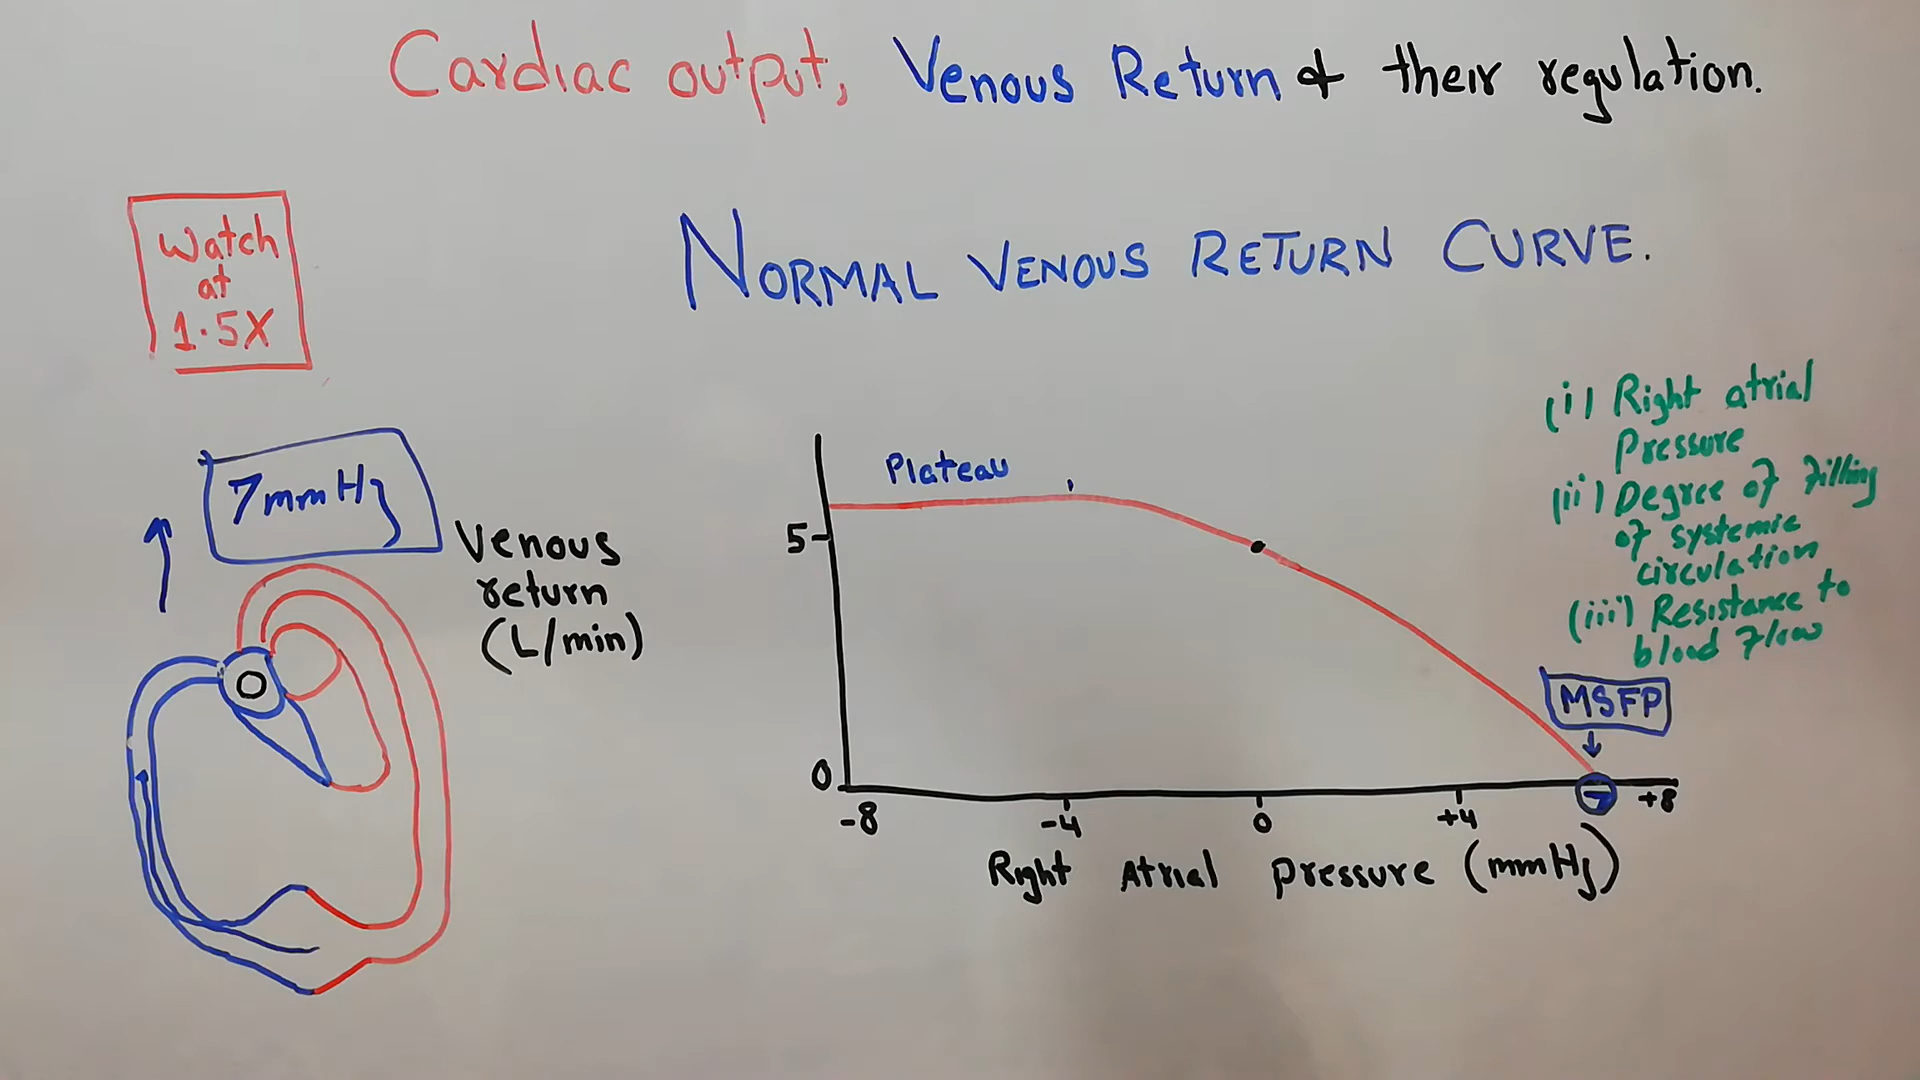 Cardiac output, Venous Return & their regulation.
Watch
at
1.5X
NORMAL VENOUS RETURN CURVE.
(i) Right atrial
Pressure
(ii) Degree of filling
of systemic
circulation
(iii) Resistance to
blood flow
7mmHg
Venous
return
(L/min)
Plateau
5
0
MSFP
7
-8
-4
0
+4
+8
Right Atrial Pressure (mmHg)
O